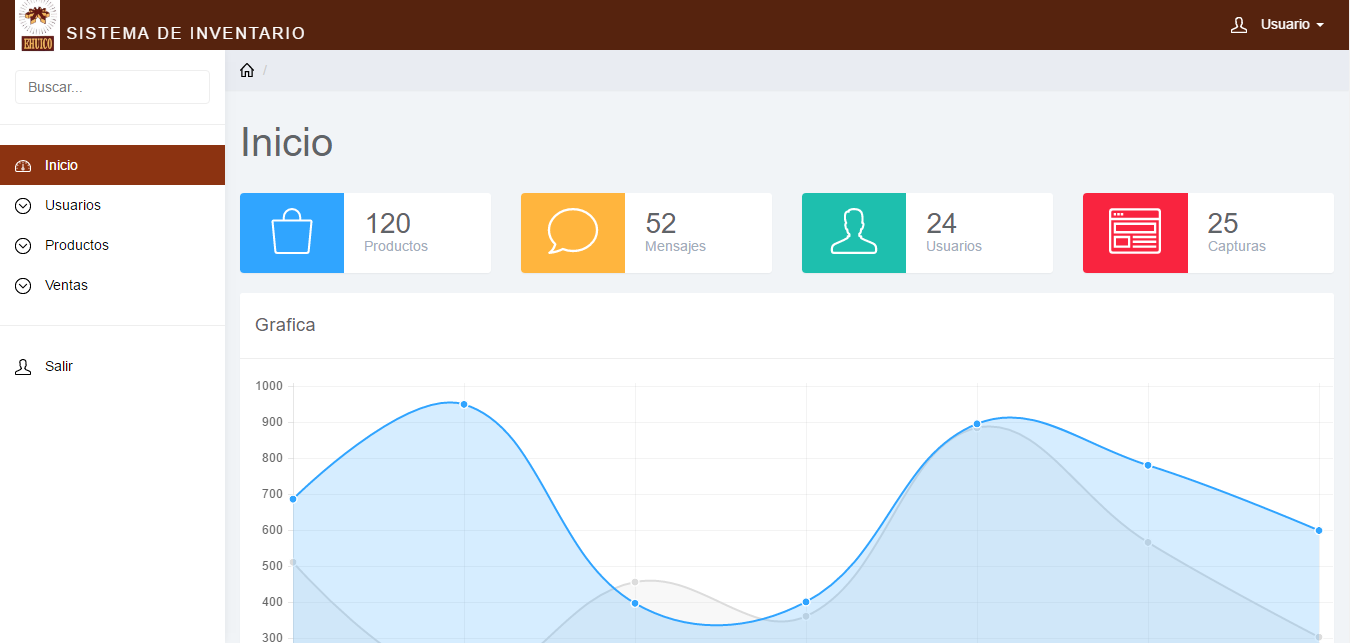 EHUICO
SISTEMA DE INVENTARIO
Usuario
Buscar...
Inicio
Usuarios
Productos
Ventas
Salir
/
Inicio
120
Productos
52
Mensajes
24
Usuarios
25
Capturas
Grafica
1000
900
800
700
600
500
400
300